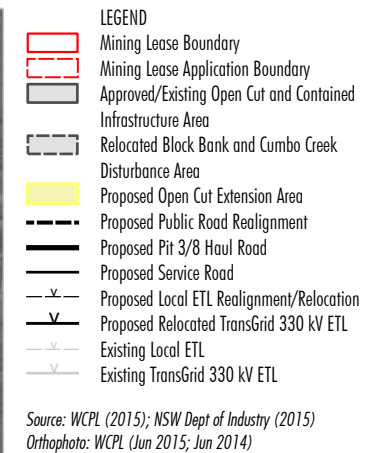 LEGEND
Mining Lease Boundary
Mining Lease Application Boundary
Approved/Existing Open Cut and Contained
Infrastructure Area
Relocated Block Bank and Cumbo Creek
Disturbance Area
Proposed Open Cut Extension Area
Proposed Public Road Realignment
Proposed Pit 3/8 Haul Road
Proposed Service Road
Proposed Local ETL Realignment/Relocation
Proposed Relocated TransGrid 330 kV ETL
Existing Local ETL
Existing TransGrid 330 kV ETL
Source: WCPL (2015); NSW Dept of Industry (2015)
Orthophoto: WCPL (Jun 2015; Jun 2014)